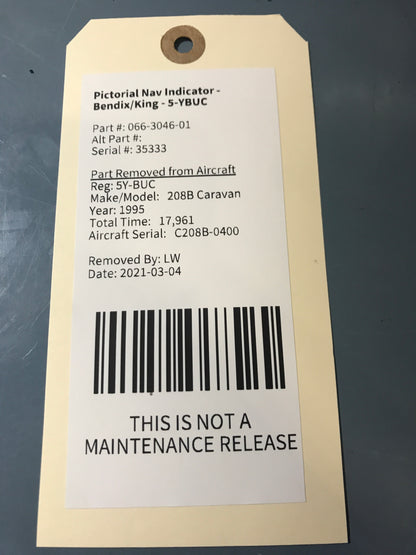 Pictorial Nav Indicator -
Bendix/King - 5-YBUC
Part #: 066-3046-01
Alt Part #:
Serial #: 35333
Part Removed from Aircraft
Reg: 5Y-BUC
Make/Model: 208B Caravan
Year: 1995
Total Time: 17,961
Aircraft Serial: C208B-0400
Removed By: LW
Date: 2021-03-04
THIS IS NOT A
MAINTENANCE RELEASE